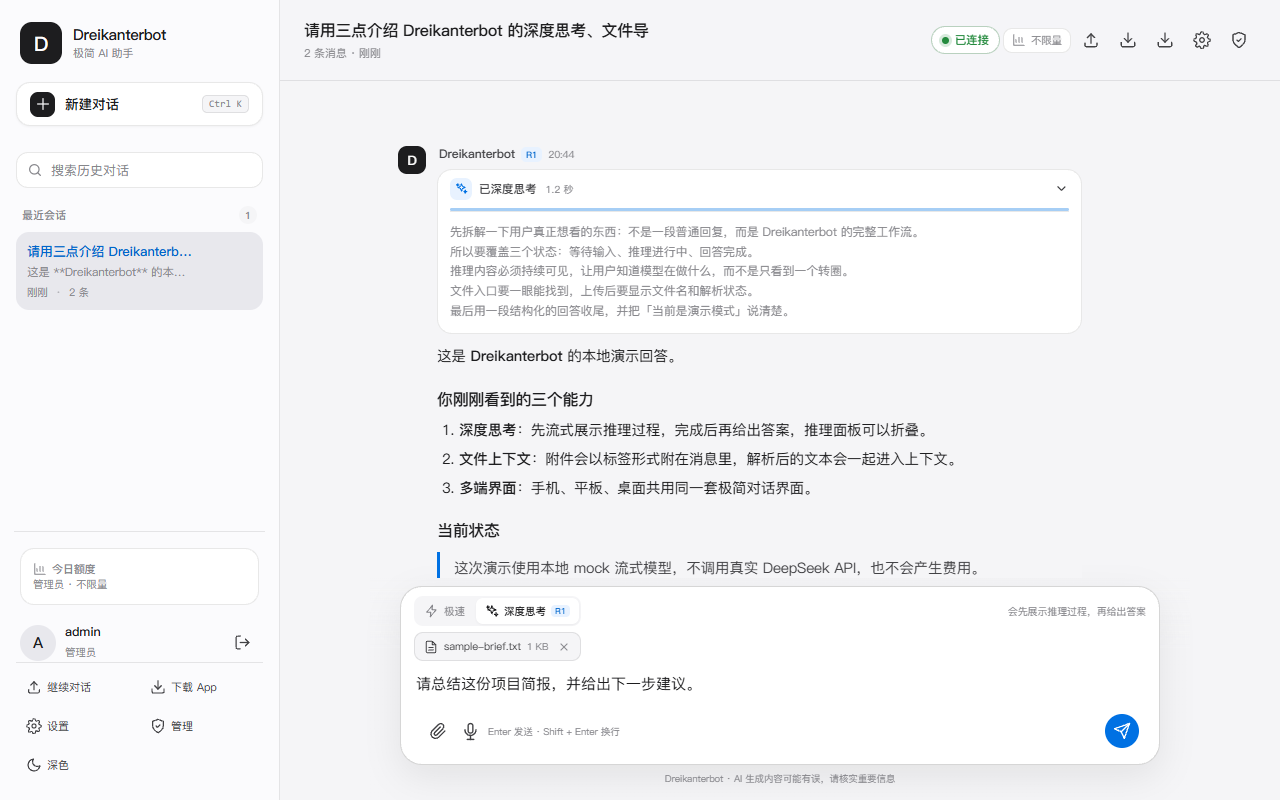 D
Dreikanterbot
极简 AI 助手
新建对话
Ctrl K
搜索历史对话
最近会话
1
请用三点介绍 Dreikanterb…
这是 **Dreikanterbot** 的本…
刚刚 · 2 条
今日额度
管理员 · 不限量
A
admin
管理员
继续对话
下载 App
设置
管理
深色
请用三点介绍 Dreikanterbot 的深度思考、文件导
2 条消息 · 刚刚
已连接
不限量
D
Dreikanterbot R1 20:44
已深度思考 1.2 秒
先拆解一下用户真正想看的东西：不是一段普通回复，而是 Dreikanterbot 的完整工作流。
所以要覆盖三个状态：等待输入、推理进行中、回答完成。
推理内容必须持续可见，让用户知道模型在做什么，而不是只看到一个转圈。
文件入口要一眼能找到，上传后要显示文件名和解析状态。
最后用一段结构化的回答收尾，并把「当前是演示模式」说清楚。
这是 Dreikanterbot 的本地演示回答。
你刚刚看到的三个能力
1. 深度思考：先流式展示推理过程，完成后再给出答案，推理面板可以折叠。
2. 文件上下文：附件会以标签形式附在消息里，解析后的文本会一起进入上下文。
3. 多端界面：手机、平板、桌面共用同一套极简对话界面。
当前状态
这次演示使用本地 mock 流式模型，不调用真实 DeepSeek API，也不会产生费用。
极速
深度思考 R1
会先展示推理过程，再给出答案
sample-brief.txt 1 KB
请总结这份项目简报，并给出下一步建议。
Enter 发送 · Shift + Enter 换行
Dreikanterbot · AI 生成内容可能有误，请核实重要信息